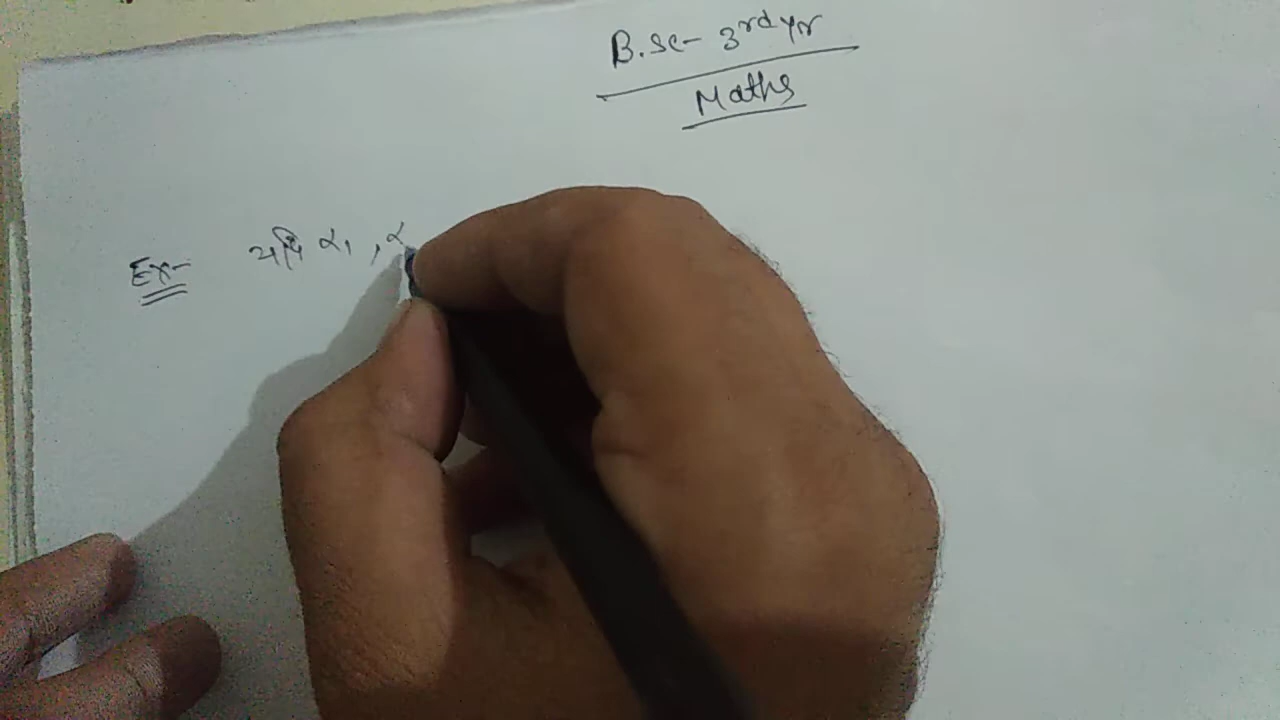 B.Sc- 3rd yr
Maths
Ex- यदि α₁, α